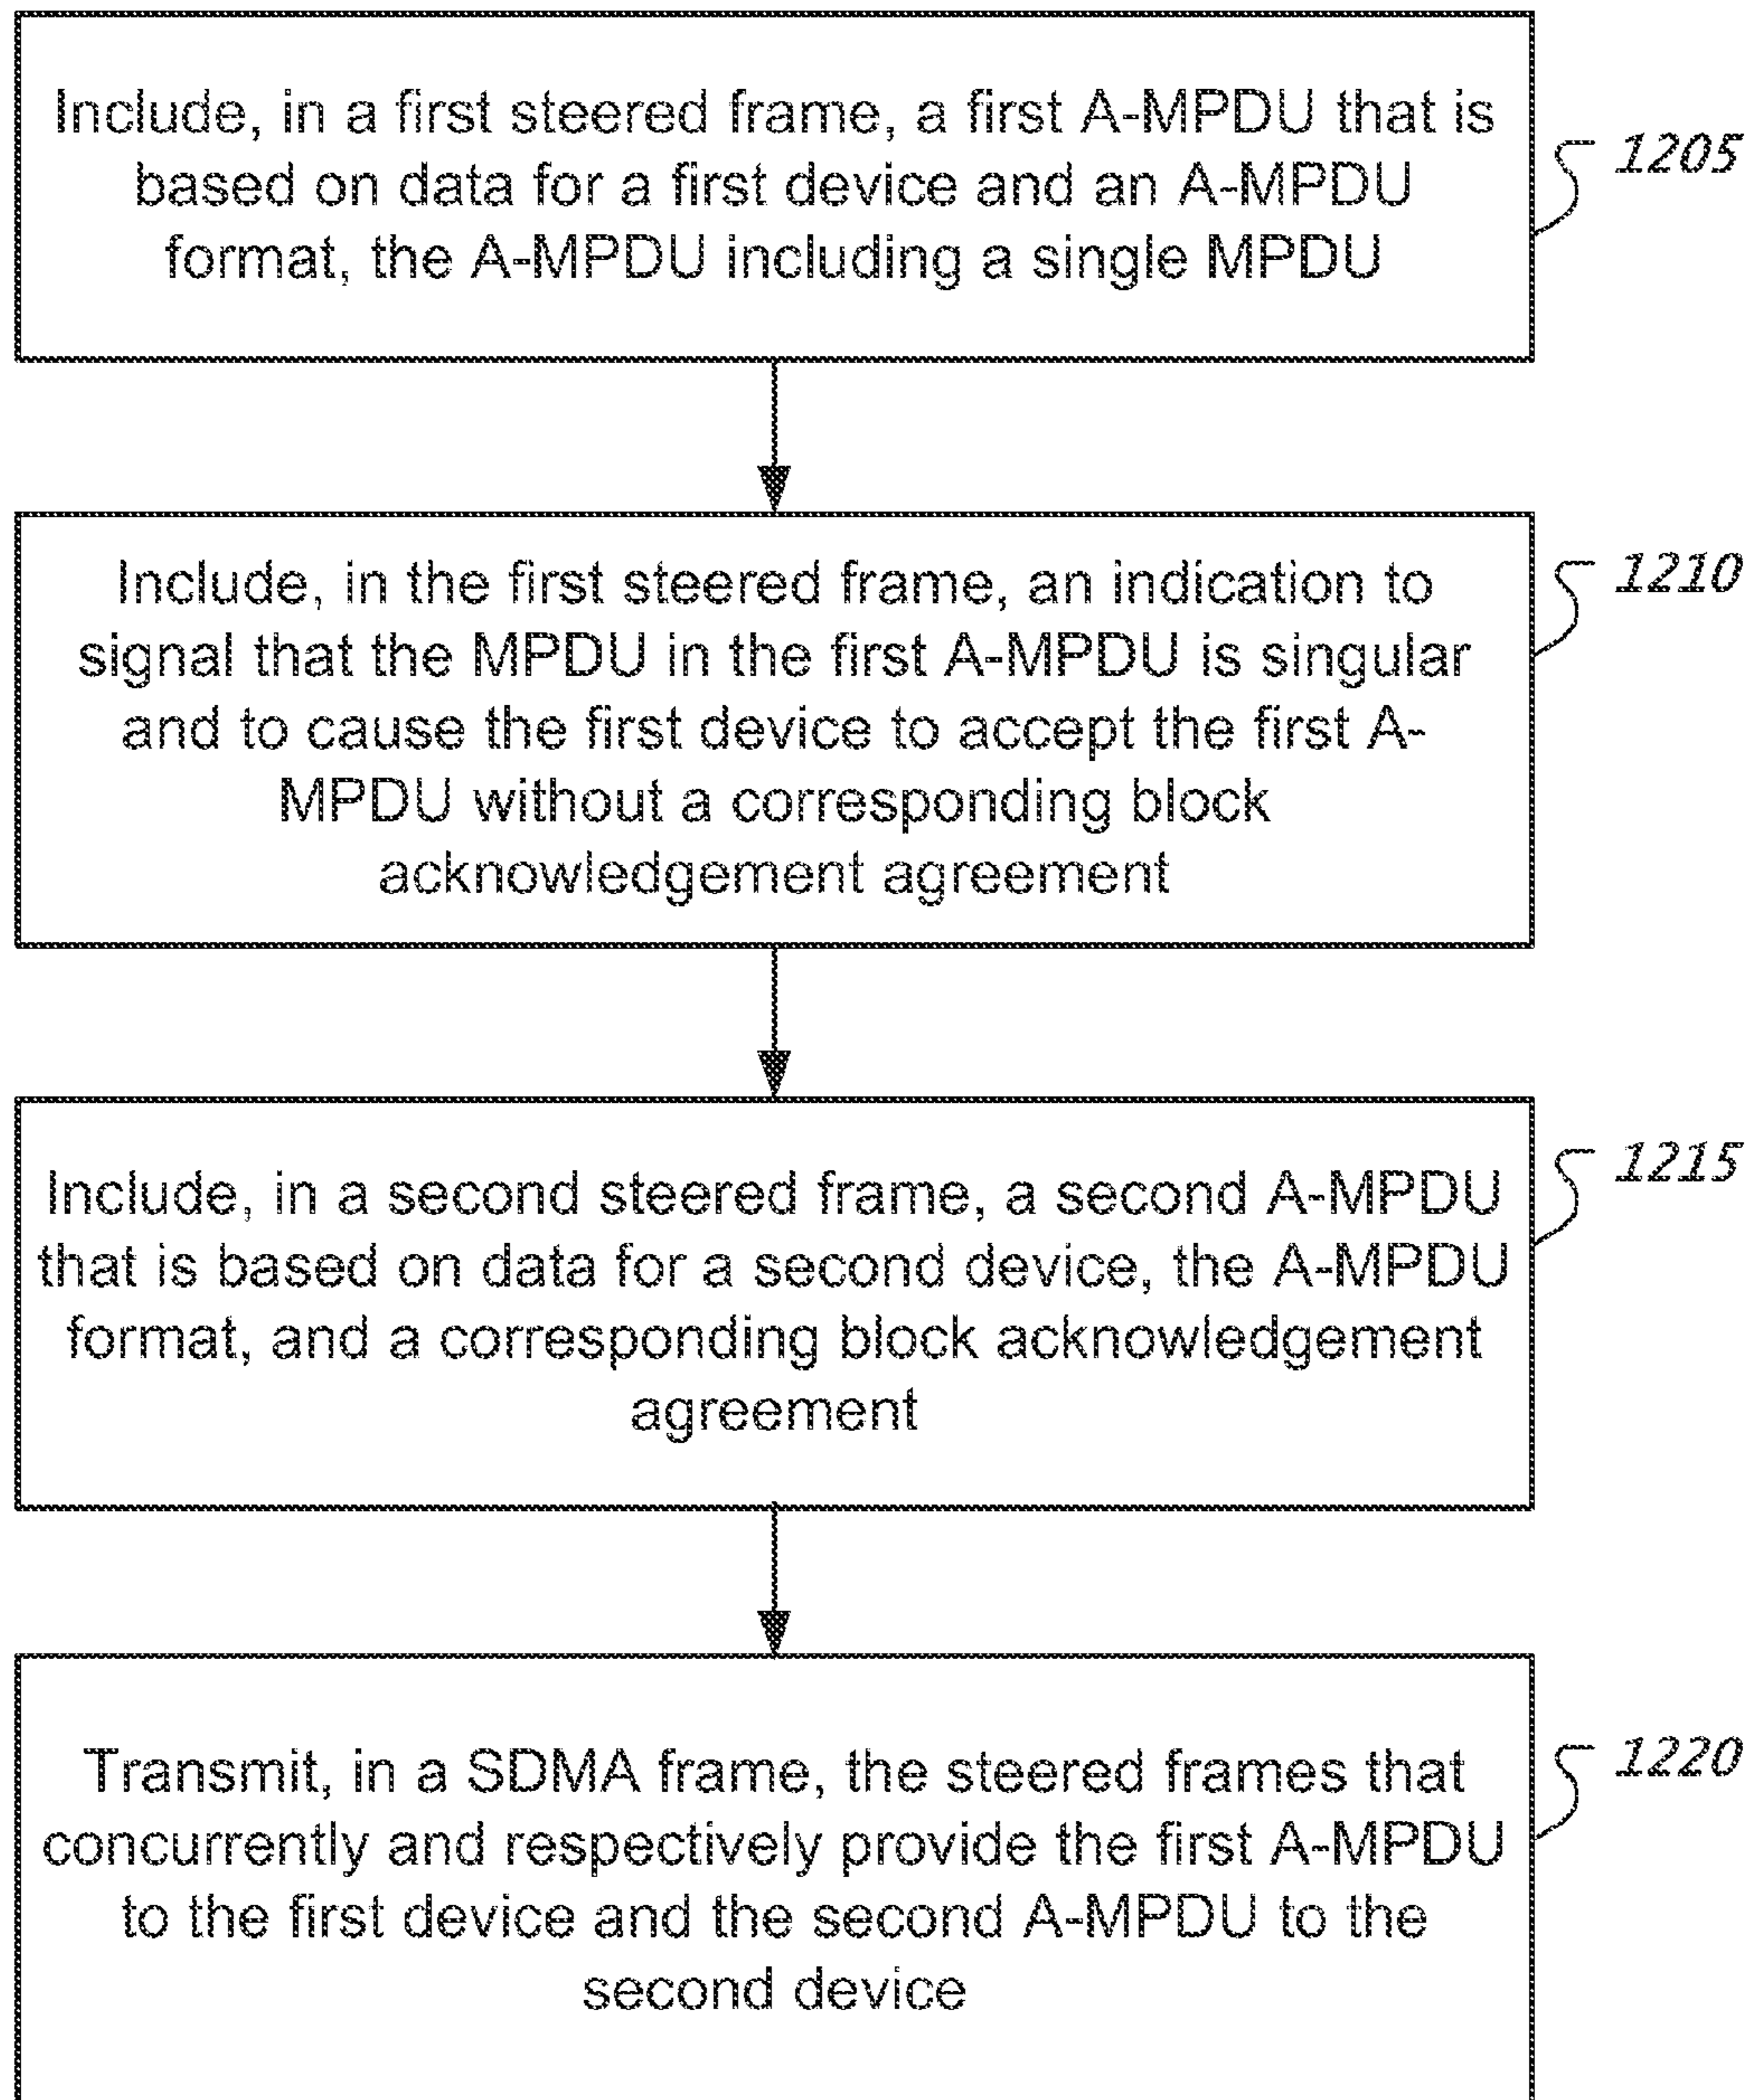 Include, in a first steered frame, a first A-MPDU that is
based on data for a first device and an A-MPDU
format, the A-MPDU including a single MPDU
1205
Include, in the first steered frame, an indication to
signal that the MPDU in the first A-MPDU is singular
and to cause the first device to accept the first A-
MPDU without a corresponding block
acknowledgement agreement
1210
Include, in a second steered frame, a second A-MPDU
that is based on data for a second device, the A-MPDU
format, and a corresponding block acknowledgement
agreement
1215
Transmit, in a SDMA frame, the steered frames that
concurrently and respectively provide the first A-MPDU
to the first device and the second A-MPDU to the
second device
1220